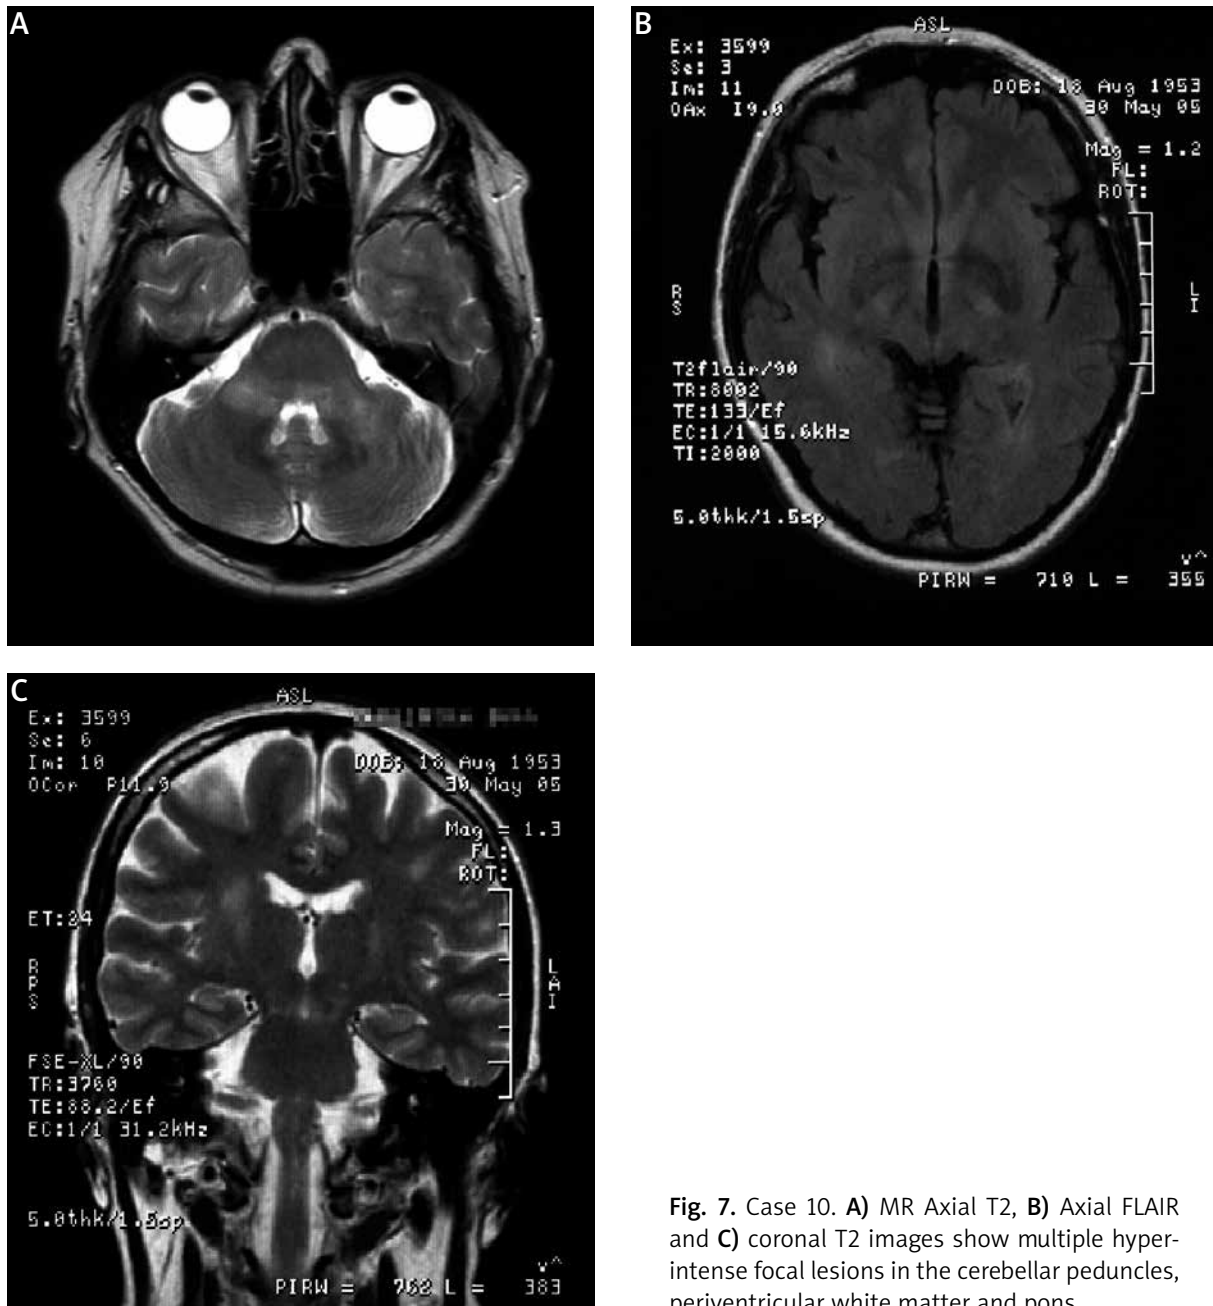 A
B
ASL
Ex: 3599
Se: 3
Im: 11
OAx I9.0
DOB: 18 Aug 1953
30 May 05
Mag = 1.2
FL:
ROT:
R
S
L
I
T2flair/90
TR:8002
TE:133/Ef
EC:1/1 15.6kHz
TI:2000
5.0thk/1.5sp
v^
PIRW = 710 L = 355
C
ASL
Ex: 3599
Se: 6
Im: 10
OCor P11.9
DOB: 18 Aug 1953
30 May 05
Mag = 1.3
FL:
ROT:
ET:24
R
R
S
L
A
I
FSE-XL/90
TR:3760
TE:88.2/Ef
EC:1/1 31.2kHz
5.0thk/1.5sp
v^
PIRW = 762 L = 383
Fig. 7. Case 10. A) MR Axial T2, B) Axial FLAIR
and C) coronal T2 images show multiple hyper-
intense focal lesions in the cerebellar peduncles,
periventricular white matter and pons